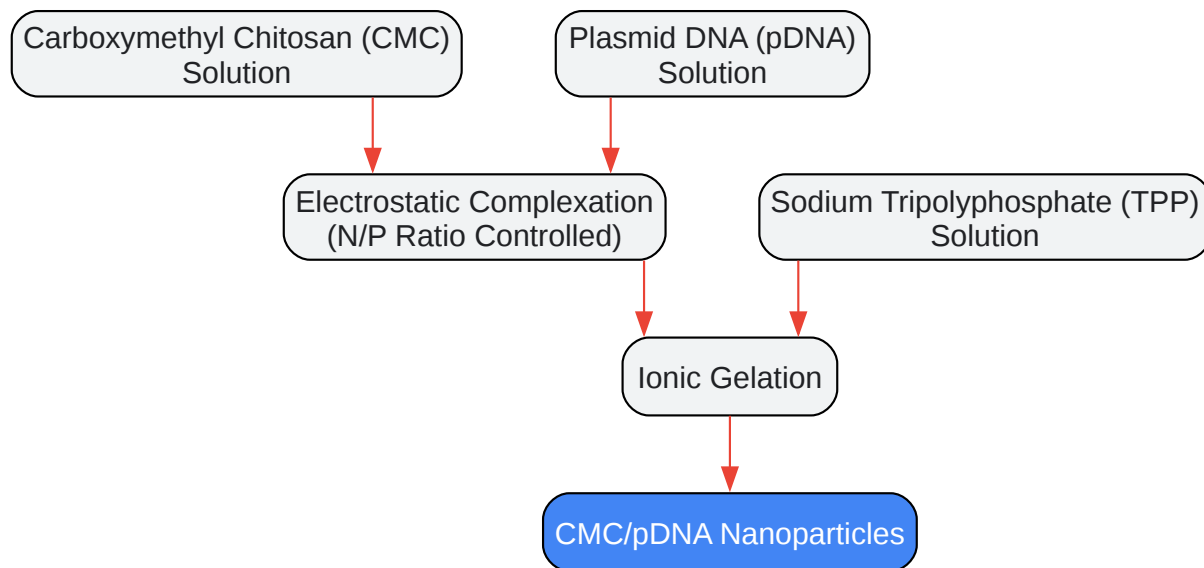 Carboxymethyl Chitosan (CMC)
Solution
Plasmid DNA (pDNA)
Solution
Electrostatic Complexation
(N/P Ratio Controlled)
Sodium Tripolyphosphate (TPP)
Solution
Ionic Gelation
CMC/pDNA Nanoparticles